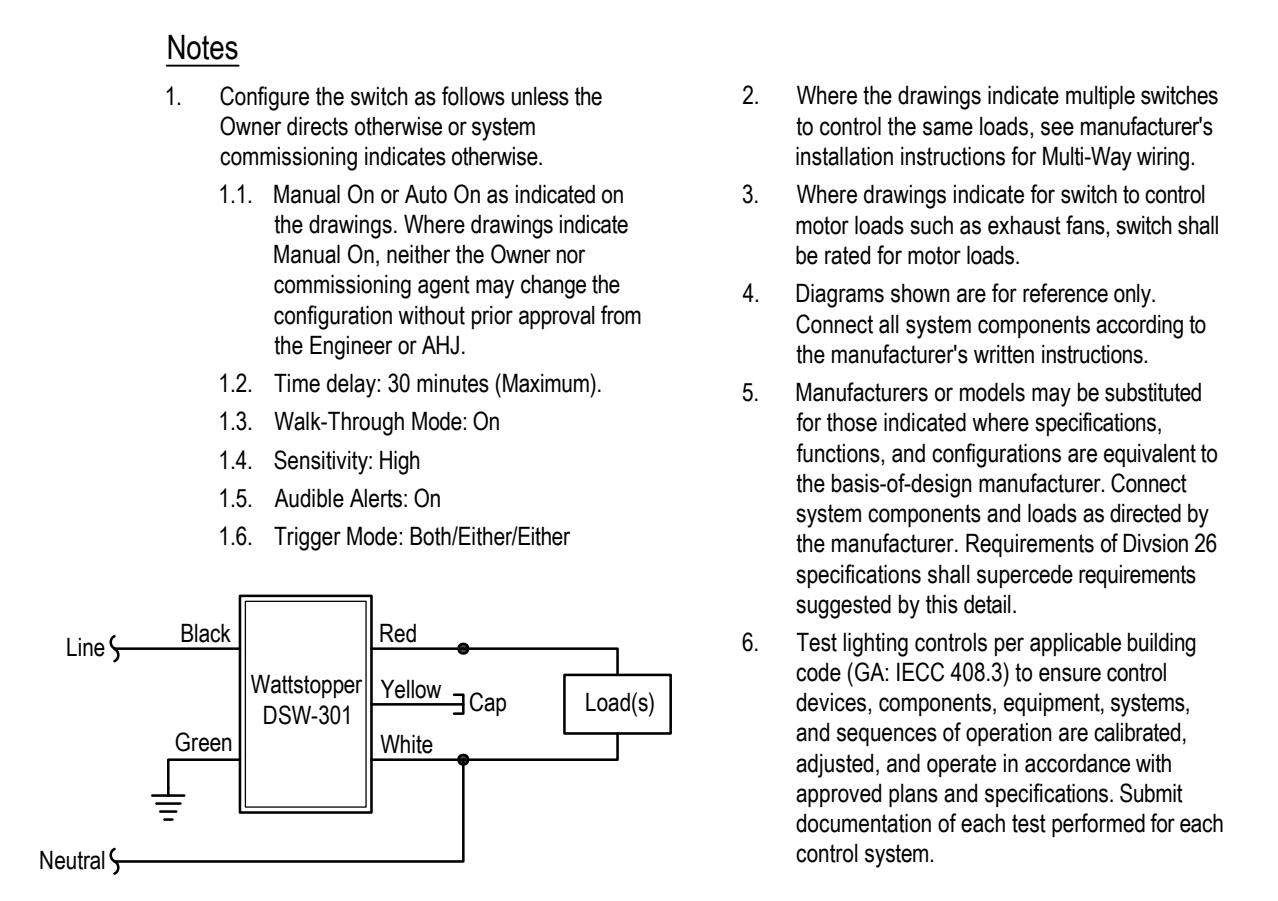 Notes
1. Configure the switch as follows unless the
Owner directs otherwise or system
commissioning indicates otherwise.
1.1. Manual On or Auto On as indicated on
the drawings. Where drawings indicate
Manual On, neither the Owner nor
commissioning agent may change the
configuration without prior approval from
the Engineer or AHJ.
1.2. Time delay: 30 minutes (Maximum).
1.3. Walk-Through Mode: On
1.4. Sensitivity: High
1.5. Audible Alerts: On
1.6. Trigger Mode: Both/Either/Either
2. Where the drawings indicate multiple switches
to control the same loads, see manufacturer's
installation instructions for Multi-Way wiring.
3. Where drawings indicate for switch to control
motor loads such as exhaust fans, switch shall
be rated for motor loads.
4. Diagrams shown are for reference only.
Connect all system components according to
the manufacturer's written instructions.
5. Manufacturers or models may be substituted
for those indicated where specifications,
functions, and configurations are equivalent to
the basis-of-design manufacturer. Connect
system components and loads as directed by
the manufacturer. Requirements of Divsion 26
specifications shall supercede requirements
suggested by this detail.
6. Test lighting controls per applicable building
code (GA: IECC 408.3) to ensure control
devices, components, equipment, systems,
and sequences of operation are calibrated,
adjusted, and operate in accordance with
approved plans and specifications. Submit
documentation of each test performed for each
control system.
Line
Black
Red
Wattstopper
DSW-301
Yellow
Cap
Load(s)
Green
White
Neutral